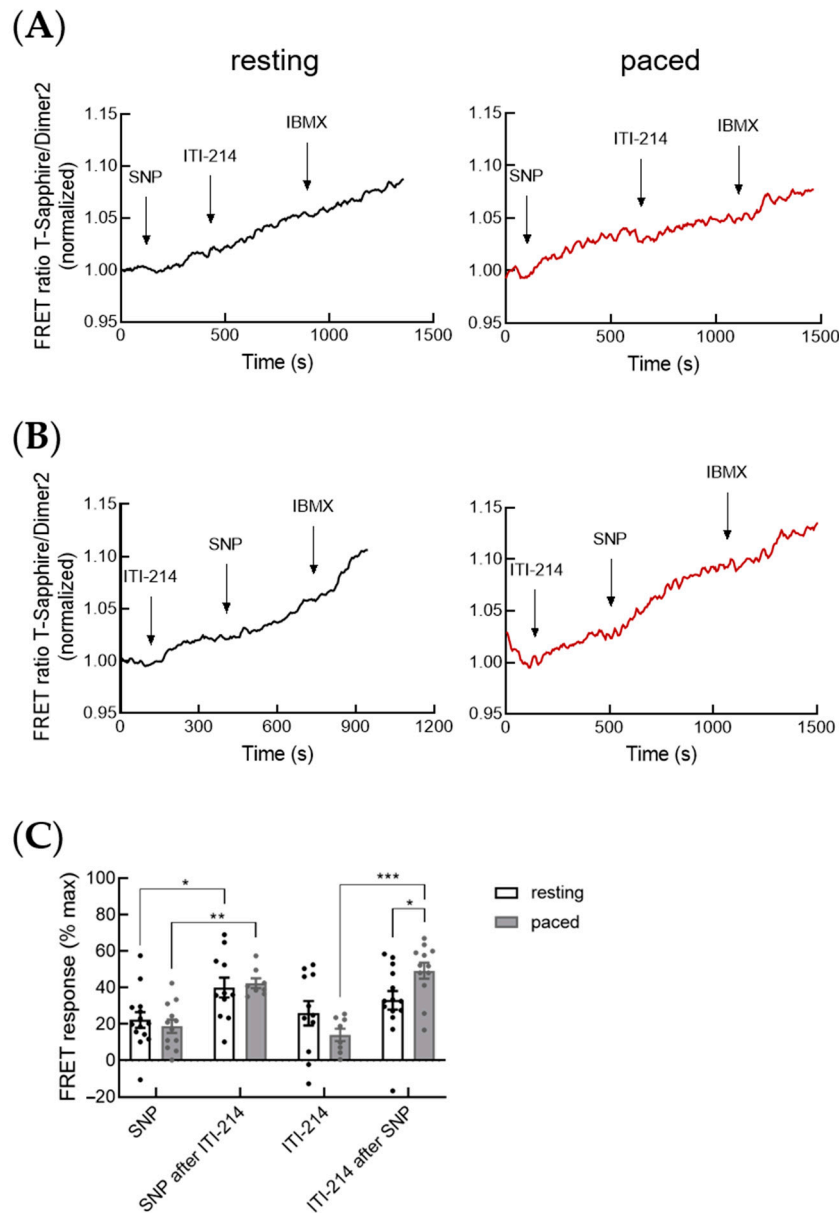 (A)
resting
paced
FRET ratio T-Sapphire/Dimer2
(normalized)
1.15
1.10
1.05
1.00
0.95
SNP
ITI-214
IBMX
0
500
1000
1500
Time (s)
1.15
1.10
1.05
1.00
0.95
SNP
ITI-214
IBMX
0
500
1000
1500
Time (s)
(B)
FRET ratio T-Sapphire/Dimer2
(normalized)
1.15
1.10
1.05
1.00
0.95
ITI-214
SNP
IBMX
0
300
600
900
1200
Time (s)
1.15
1.10
1.05
1.00
0.95
ITI-214
SNP
IBMX
0
500
1000
1500
Time (s)
(C)
FRET response (% max)
100
80
60
40
20
0
−20
*
**
***
*
resting
paced
SNP
SNP after ITI-214
ITI-214
ITI-214 after SNP